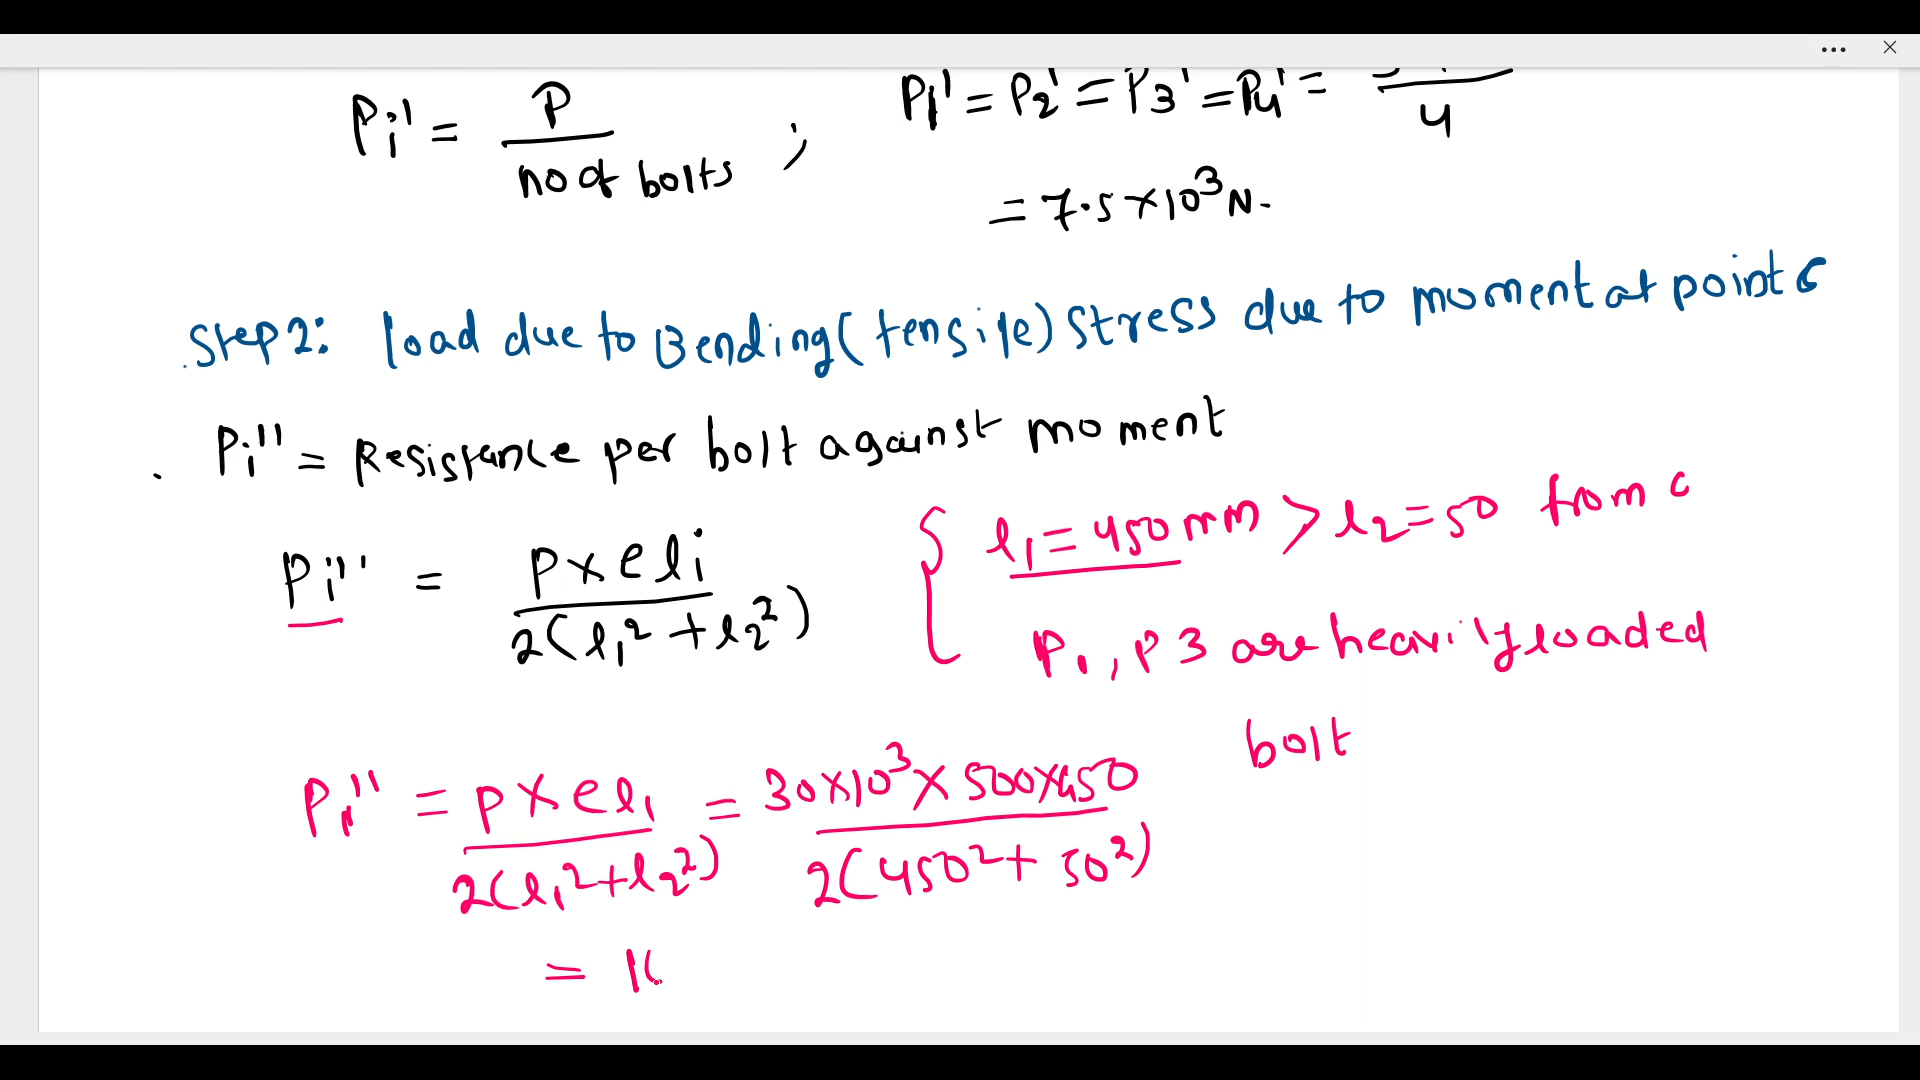 Pi' = P / no of bolts ; P1' = P2' = P3' = P4' = / 4
= 7.5 × 10³ N.
Step 2: load due to Bending (tensile) stress due to moment at point C
Pi'' = Resistance per bolt against moment
Pi'' = P × e li / 2(l1² + l2²)
{ l1 = 450 mm > l2 = 50 from c
P1, P3 are heavily loaded
bolt
P1'' = P × e l1 / 2(l1² + l2²) = 30×10³ × 500×450 / 2(450² + 50²)
=